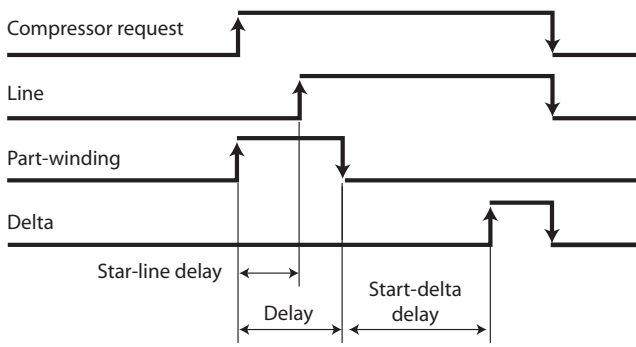 Compressor request
Line
Part-winding
Delta
Star-line delay
Delay
Start-delta
delay